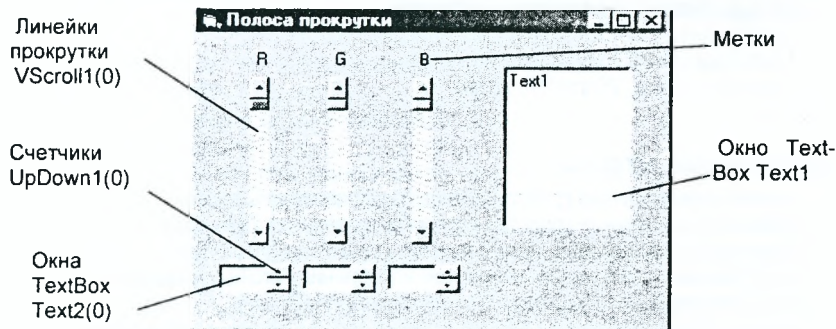 Линейки
прокрутки
VScroll1(0)
Счетчики
UpDown1(0)
Окна
TextBox
Text2(0)
Полоса прокрутки
R G B
Text1
Метки
Окно Text-
Box Text1